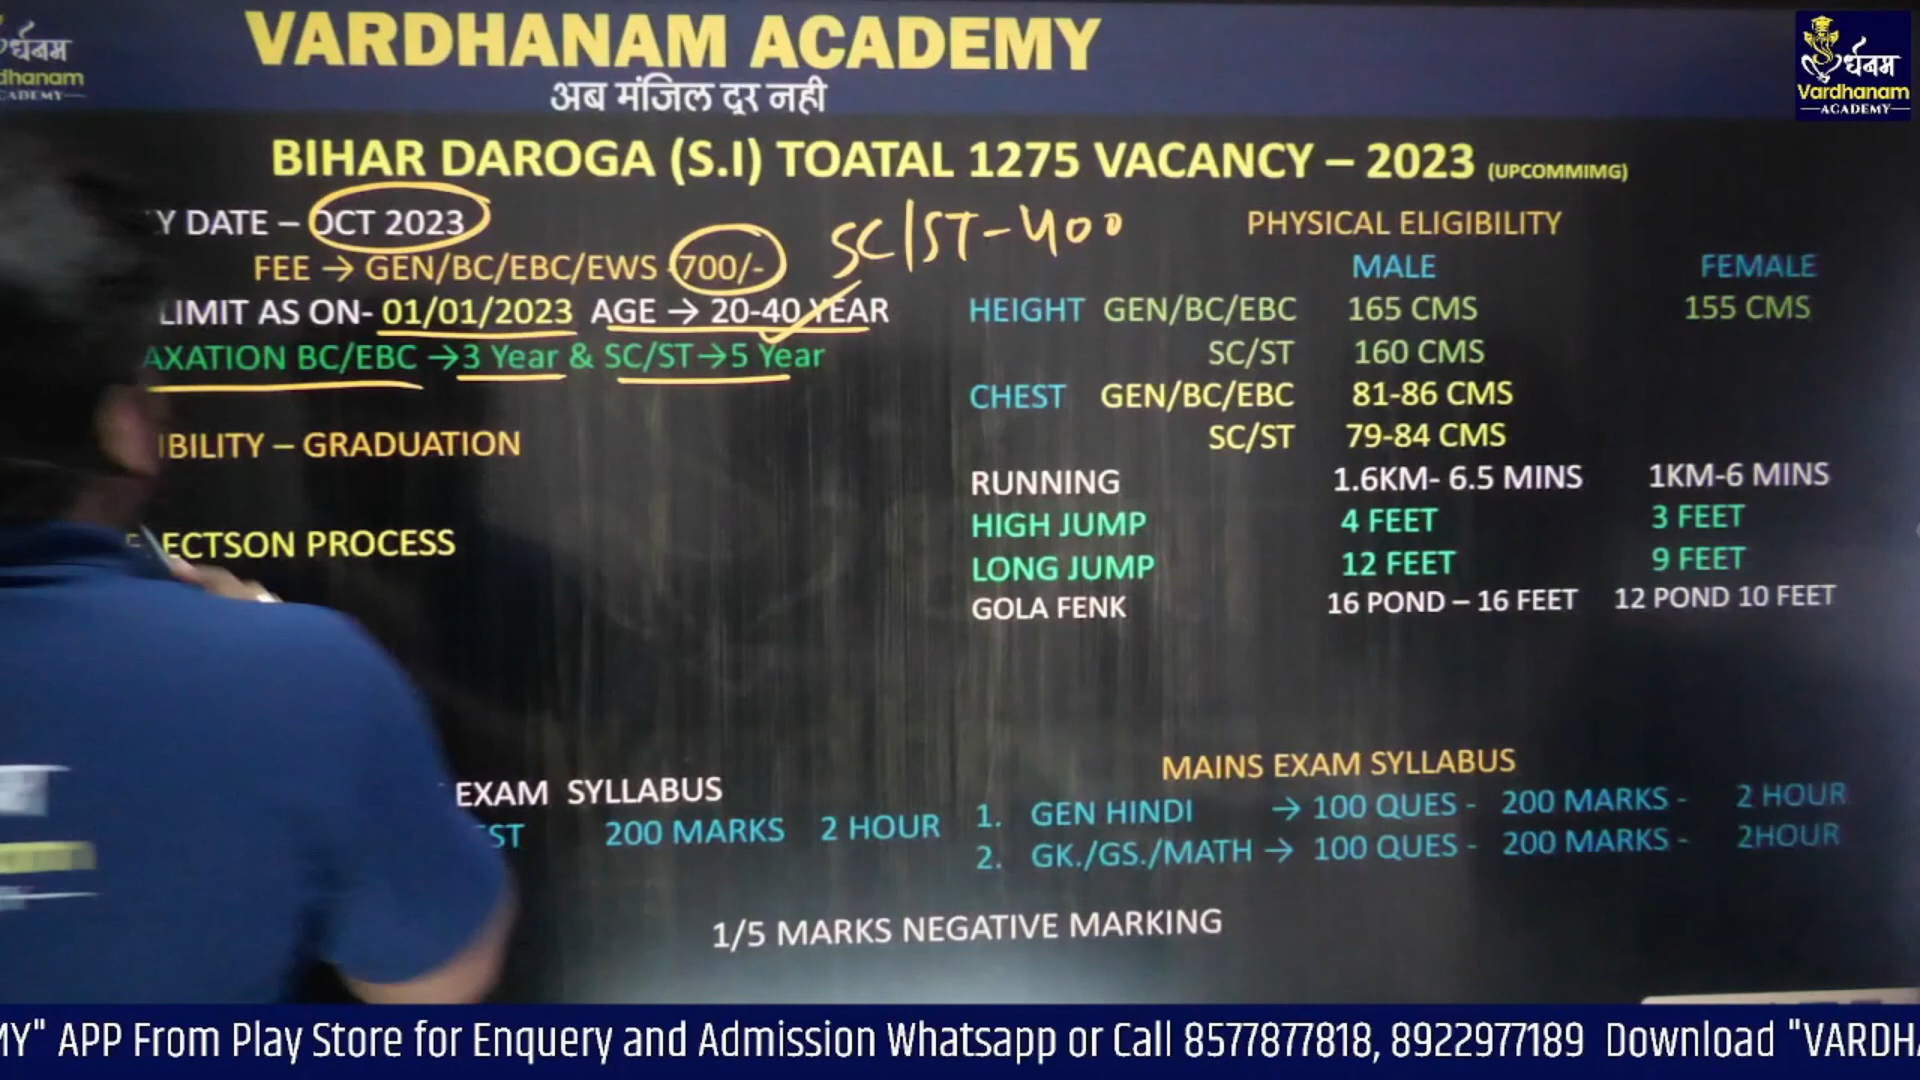 VARDHANAM ACADEMY
अब मंजिल दूर नही
र्धनम
dhanam
CADEMY
र्धनम
Vardhanam
ACADEMY
BIHAR DAROGA (S.I) TOATAL 1275 VACANCY – 2023 (UPCOMMIMG)
Y DATE – OCT 2023
SC/ST-400
FEE → GEN/BC/EBC/EWS 700/-
LIMIT AS ON- 01/01/2023 AGE → 20-40 YEAR
AXATION BC/EBC →3 Year & SC/ST→5 Year
IBILITY – GRADUATION
ECTSON PROCESS
PHYSICAL ELIGIBILITY
MALE FEMALE
HEIGHT GEN/BC/EBC 165 CMS 155 CMS
SC/ST 160 CMS
CHEST GEN/BC/EBC 81-86 CMS
SC/ST 79-84 CMS
RUNNING 1.6KM- 6.5 MINS 1KM-6 MINS
HIGH JUMP 4 FEET 3 FEET
LONG JUMP 12 FEET 9 FEET
GOLA FENK 16 POND – 16 FEET 12 POND 10 FEET
EXAM SYLLABUS
ST 200 MARKS 2 HOUR
MAINS EXAM SYLLABUS
1. GEN HINDI → 100 QUES - 200 MARKS - 2 HOUR
2. GK./GS./MATH → 100 QUES - 200 MARKS - 2HOUR
1/5 MARKS NEGATIVE MARKING
MY" APP From Play Store for Enquery and Admission Whatsapp or Call 8577877818, 8922977189 Download "VARDHA